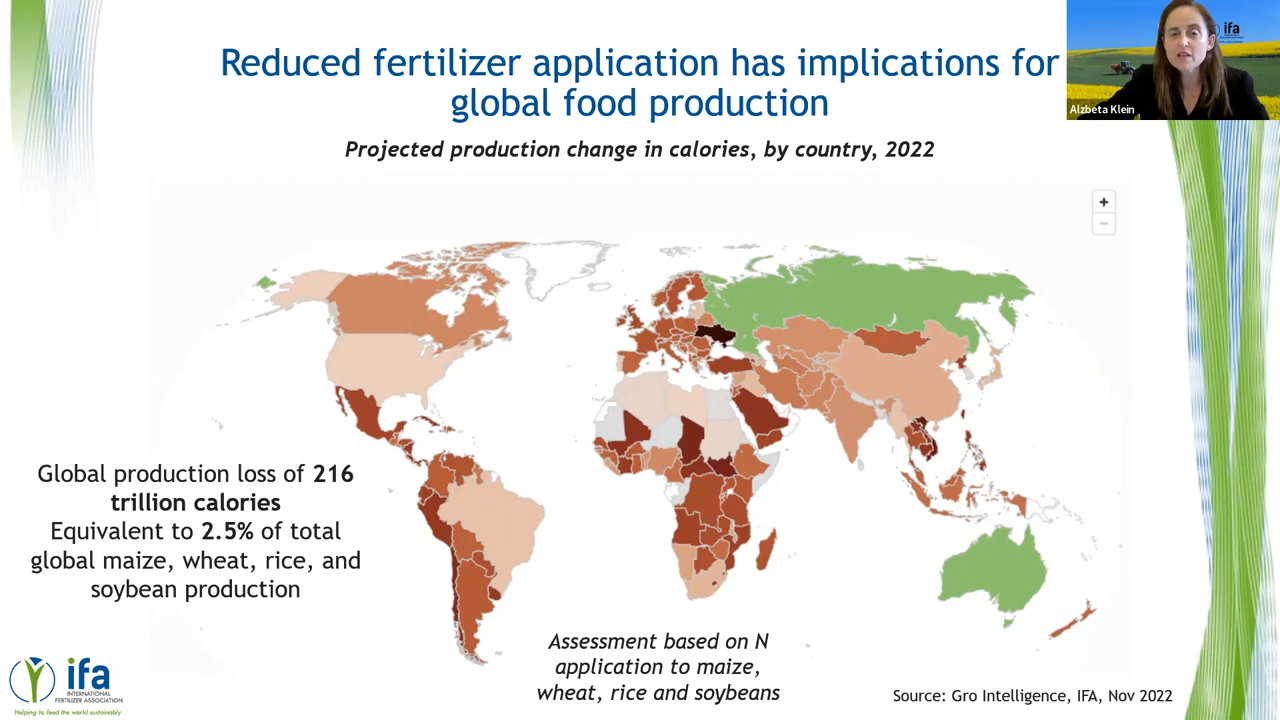 Reduced fertilizer application has implications for
global food production
ifa
Alzbeta Klein
Projected production change in calories, by country, 2022
+
−
Global production loss of 216
trillion calories
Equivalent to 2.5% of total
global maize, wheat, rice, and
soybean production
Assessment based on N
application to maize,
wheat, rice and soybeans
ifa
INTERNATIONAL
FERTILIZER ASSOCIATION
Helping to feed the world sustainably
Source: Gro Intelligence, IFA, Nov 2022